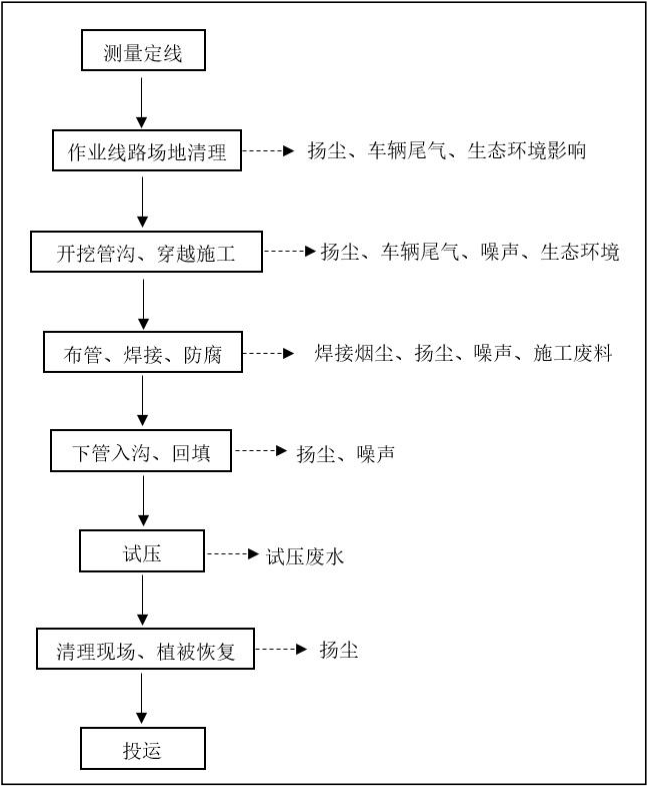 测量定线
作业线路场地清理
扬尘、车辆尾气、生态环境影响
开挖管沟、穿越施工
扬尘、车辆尾气、噪声、生态环境
布管、焊接、防腐
焊接烟尘、扬尘、噪声、施工废料
下管入沟、回填
扬尘、噪声
试压
试压废水
清理现场、植被恢复
扬尘
投运